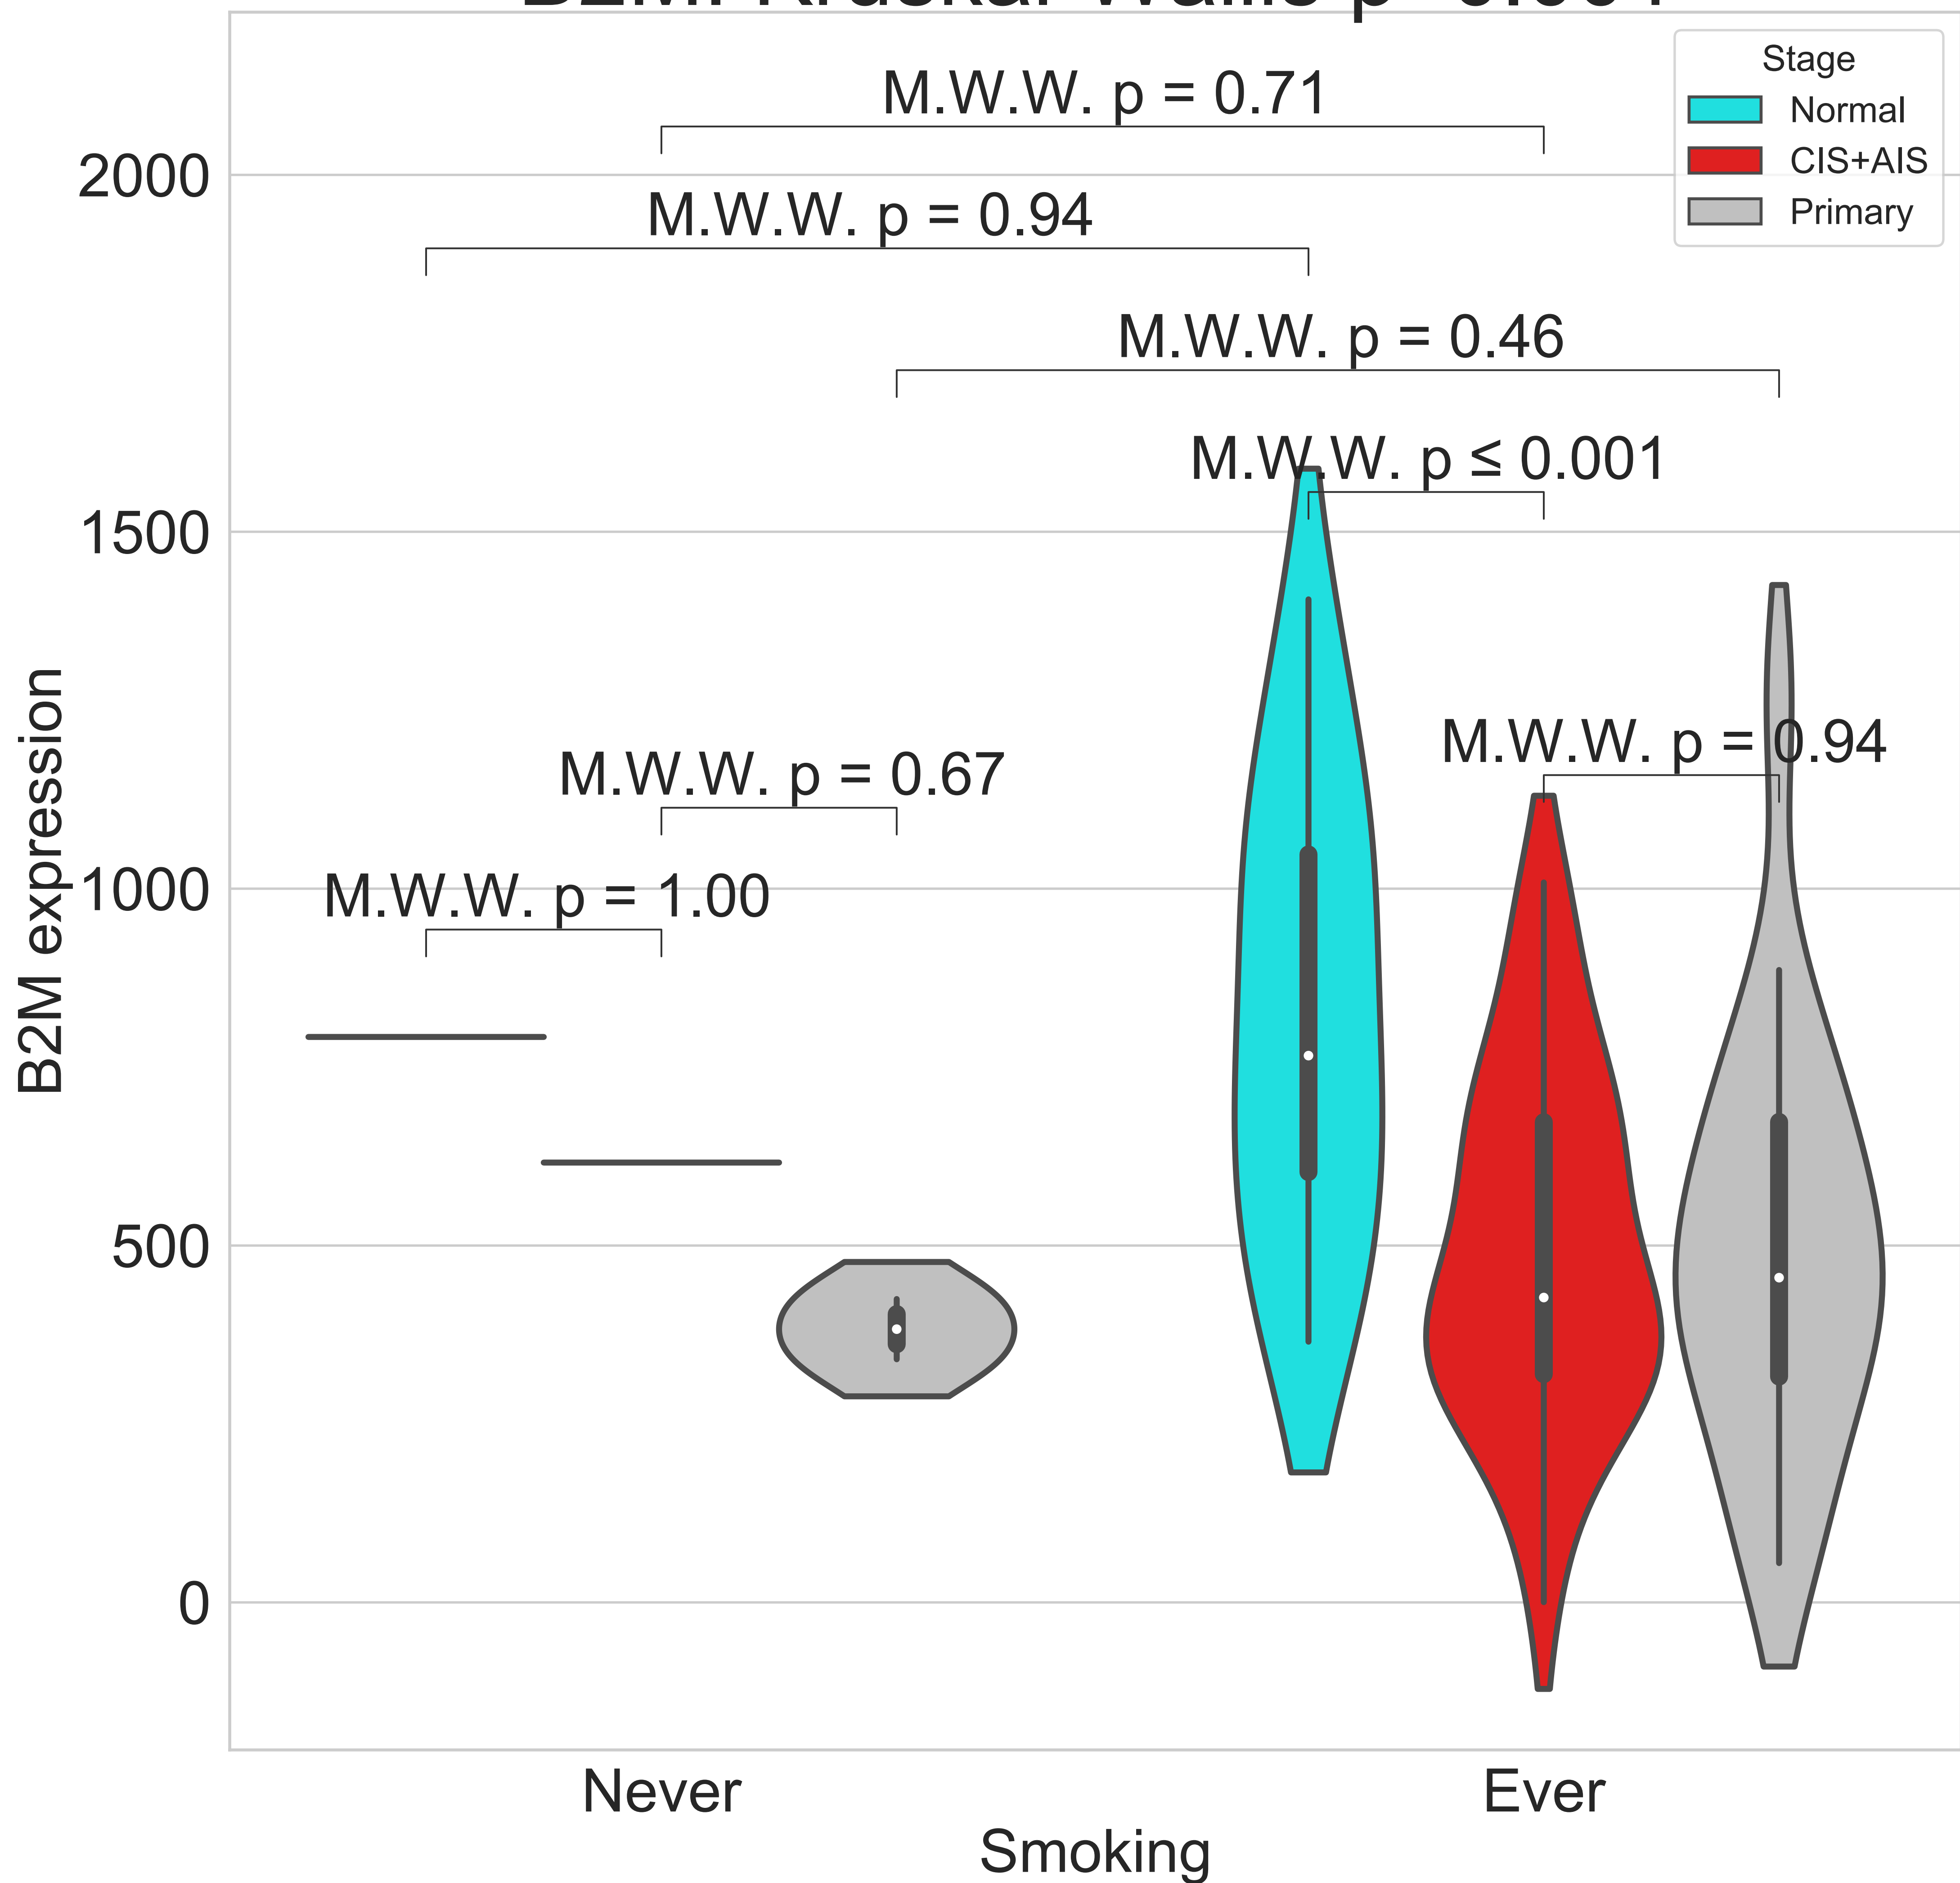 Stage
Normal
CIS+AIS
Primary
M.W.W. p = 0.71
2000
M.W.W. p = 0.94
M.W.W. p = 0.46
M.W.W. p ≤ 0.001
1500
M.W.W. p = 0.94
M.W.W. p = 0.67
1000
M.W.W. p = 1.00
500
0
B2M expression
Never
Ever
Smoking